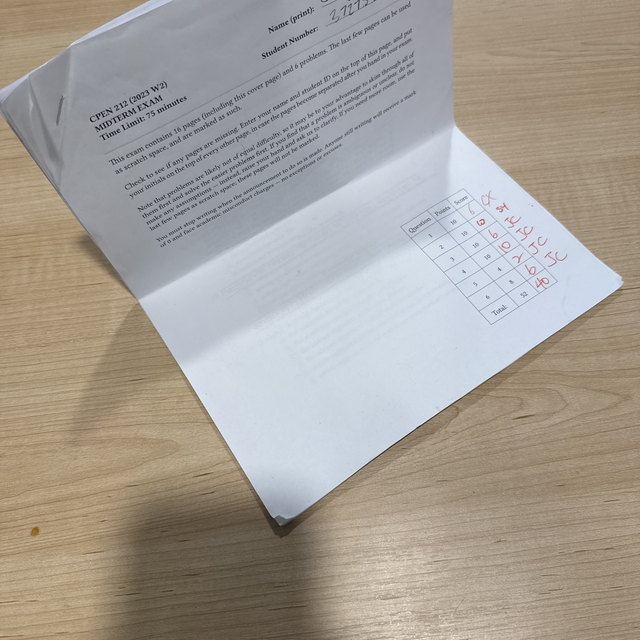 Name (print):
Student Number:
CPEN 212 (2023 W2)
MIDTERM EXAM
Time Limit: 75 minutes
This exam contains 16 pages (including this cover page) and 6 problems. The last few pages can be used
as scratch space, and are marked as such.
Check to see if any pages are missing. Enter your name and student ID on the top of this page, and put
your initials on the top of every other page, in case the pages become separated after you hand in your exam.
Note that problems are likely not of equal difficulty, so it may be to your advantage to skim through all of
them first and solve the easier problems first. If you find a problem is ambiguous or unclear, do not
make any assumptions — instead, raise your hand and ask us to clarify. If you need more room, use the
last few pages as scratch space; those pages will not be marked.
You must stop writing when the announcement to do so is made. Anyone still writing will receive a mark
of 0 and face academic misconduct charges — no exceptions or excuses.
Question Points Score
1 10 6
2 10 10
3 10 6 JC
4 10 10 JC
5 4 2 JC
6 8 6 JC
Total: 52 40